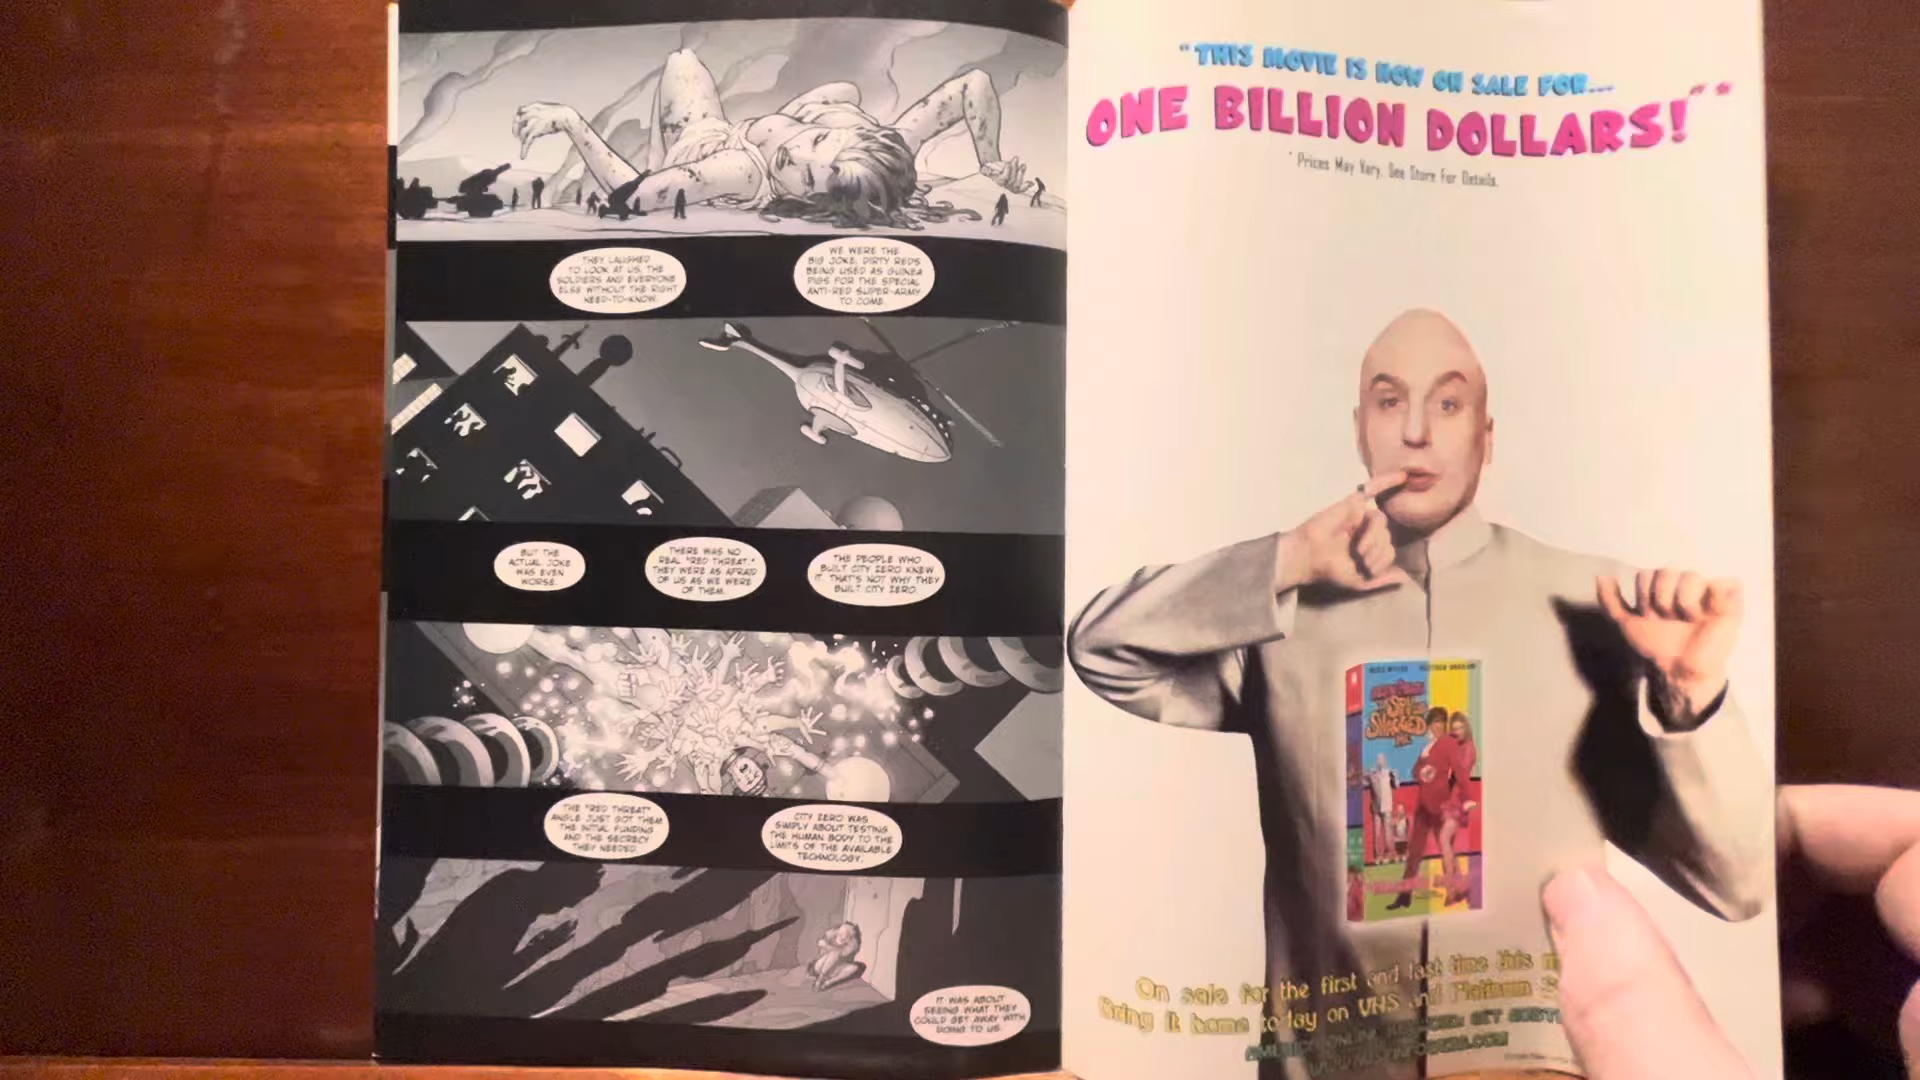 THEY LAUGHED
TO LOOK AT US, THE
SOLDIERS AND EVERYONE
ELSE WITHOUT THE RIGHT
NEED-TO-KNOW.
WE WERE THE
BIG JOKE: DIRTY REDS
BEING USED AS GUINEA
PIGS FOR THE SPECIAL
ANTI-RED SUPER-ARMY
TO COME.
BUT THE
ACTUAL JOKE
WAS EVEN
WORSE.
THERE WAS NO
REAL "RED THREAT."
THEY WERE AS AFRAID
OF US AS WE WERE
OF THEM.
THE PEOPLE WHO
BUILT CITY ZERO KNEW
IT. THAT'S NOT WHY THEY
BUILT CITY ZERO.
THE "RED THREAT"
ANGLE JUST GOT THEM
THE INITIAL FUNDING
AND THE SECRECY
THEY NEEDED.
CITY ZERO WAS
SIMPLY ABOUT TESTING
THE HUMAN BODY TO THE
LIMITS OF THE AVAILABLE
TECHNOLOGY.
IT WAS ABOUT
SEEING WHAT THEY
COULD GET AWAY WITH
DOING TO US.
"THIS MOVIE IS NOW ON SALE FOR...
ONE BILLION DOLLARS!"*
* Prices May Vary. See Store For Details.
SPY
SHAGGED
ME
On sale for the first and last time this
Bring it home today on VHS and Platinum